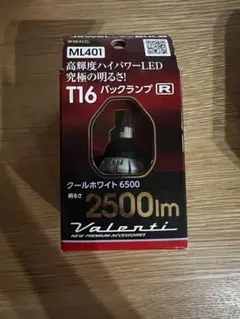 ML401
高輝度ハイパワーLED
究極の明るさ!
T16 バックランプ R
クールホワイト 6500
明るさ 2500lm
Valenti
NEW PREMIUM ACCESSORIES